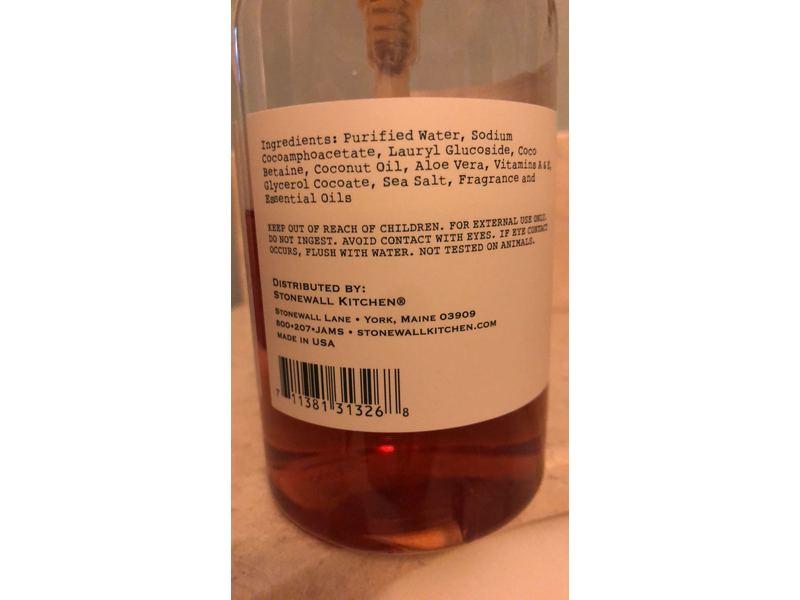 Ingredients: Purified Water, Sodium
Cocoamphoacetate, Lauryl Glucoside, Coco
Betaine, Coconut Oil, Aloe Vera, Vitamins A & E,
Glycerol Cocoate, Sea Salt, Fragrance and
Essential Oils
KEEP OUT OF REACH OF CHILDREN. FOR EXTERNAL USE ONLY.
DO NOT INGEST. AVOID CONTACT WITH EYES. IF EYE CONTACT
OCCURS, FLUSH WITH WATER. NOT TESTED ON ANIMALS.
DISTRIBUTED BY:
STONEWALL KITCHEN®
STONEWALL LANE • YORK, MAINE 03909
800•207•JAMS • STONEWALLKITCHEN.COM
MADE IN USA
7 11381 31326 8